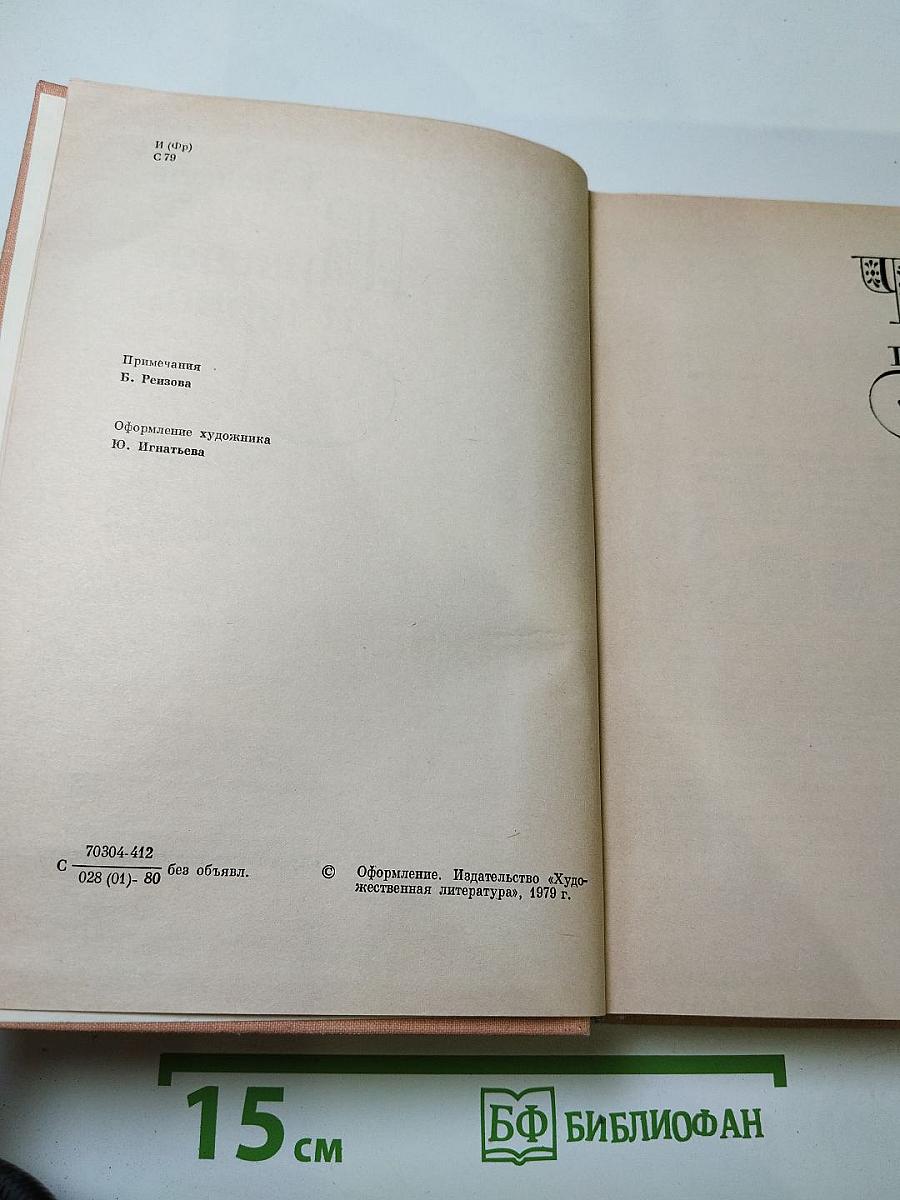 И (Фр)
С 79
Примечания
Б. Реизова
Оформление художника
Ю. Игнатьева
С 70304-412
028 (01)- 80 без объявл.
© Оформление. Издательство «Худо-
жественная литература», 1979 г.
15 см
БФ БИБЛИОФАН